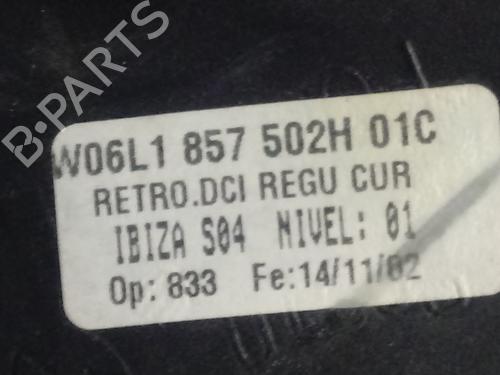 W06L1 857 502H 01C
RETRO.DCI REGU CUR
IBIZA S04 NIVEL: 01
Op: 833 Fe:14/11/02
B-PARTS